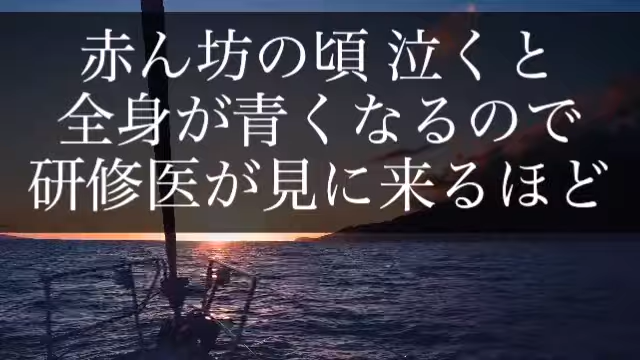 赤ん坊の頃 泣くと
全身が青くなるので
研修医が見に来るほど